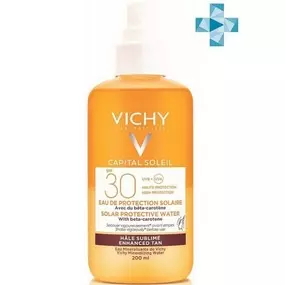 VICHY
LABORATOIRES
CAPITAL SOLEIL
SPF
30
UVB + UVA
HAUTE PROTECTION
HIGH PROTECTION
EAU DE PROTECTION SOLAIRE
Avec du bêta-carotène
SOLAR PROTECTIVE WATER
With beta-carotene
HÂLE SUBLIMÉ
ENHANCED TAN
Eau Minéralisante de Vichy
Vichy Mineralizing Water
200 ml